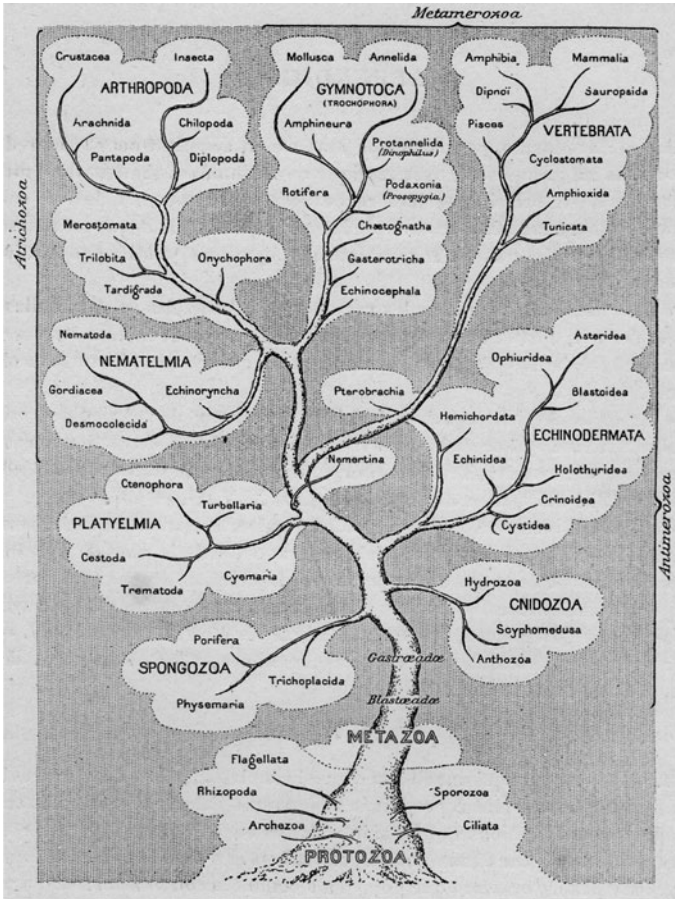 Metamerozoa
Crustacea
Insecta
ARTHROPODA
Arachnida
Chilopoda
Pantapoda
Diplopoda
Merostomata
Trilobita
Onychophora
Tardigrada
Mollusca
Annelida
GYMNOTOCA
(TROCHOPHORA)
Amphineura
Protannelida
(Dinophilus)
Rotifera
Podaxonia
(Prosopygia.)
Chætognatha
Gasterotricha
Echinocephala
Amphibia
Mammalia
Dipnoï
Sauropsida
Pisces
VERTEBRATA
Cyclostomata
Amphioxida
Tunicata
Atrichozoa
Nematoda
NEMATELMIA
Gordiacea
Echinoryncha
Desmocolecida
Pterobrachia
Hemichordata
Asteridea
Ophiuridea
Blastoidea
ECHINODERMATA
Echinidea
Holothuridea
Crinoidea
Cystidea
Antimerozoa
Nemertina
Ctenophora
Turbellaria
PLATYELMIA
Cestoda
Cyemaria
Trematoda
Hydrozoa
CNIDOZOA
Scyphomedusa
Anthozoa
Porifera
SPONGOZOA
Trichoplacida
Physemaria
Gastræadæ
Blastæadæ
METAZOA
Flagellata
Rhizopoda
Sporozoa
Archezoa
Ciliata
PROTOZOA